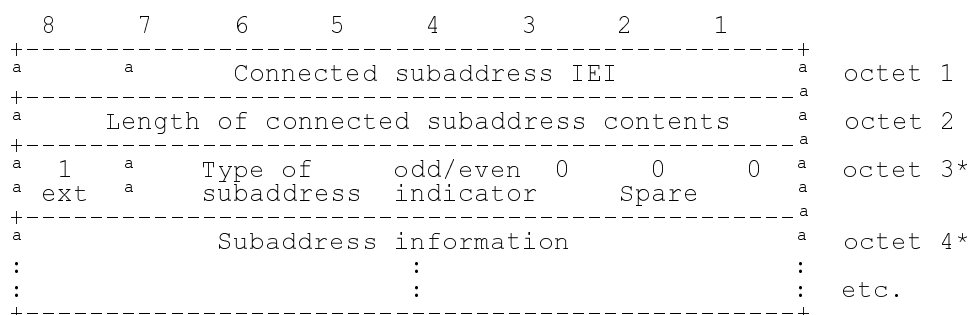 8 7 6 5 4 3 2 1
+---------------------------------------------------------+
a a Connected subaddress IEI a octet 1
+---------------------------------------------------------a
a Length of connected subaddress contents a octet 2
+---------------------------------------------------------a
a 1 a Type of odd/even 0 0 0 a octet 3*
a ext a subaddress indicator Spare a
+---------------------------------------------------------a
a Subaddress information a octet 4*
: : :
: : : etc.
+---------------------------------------------------------+